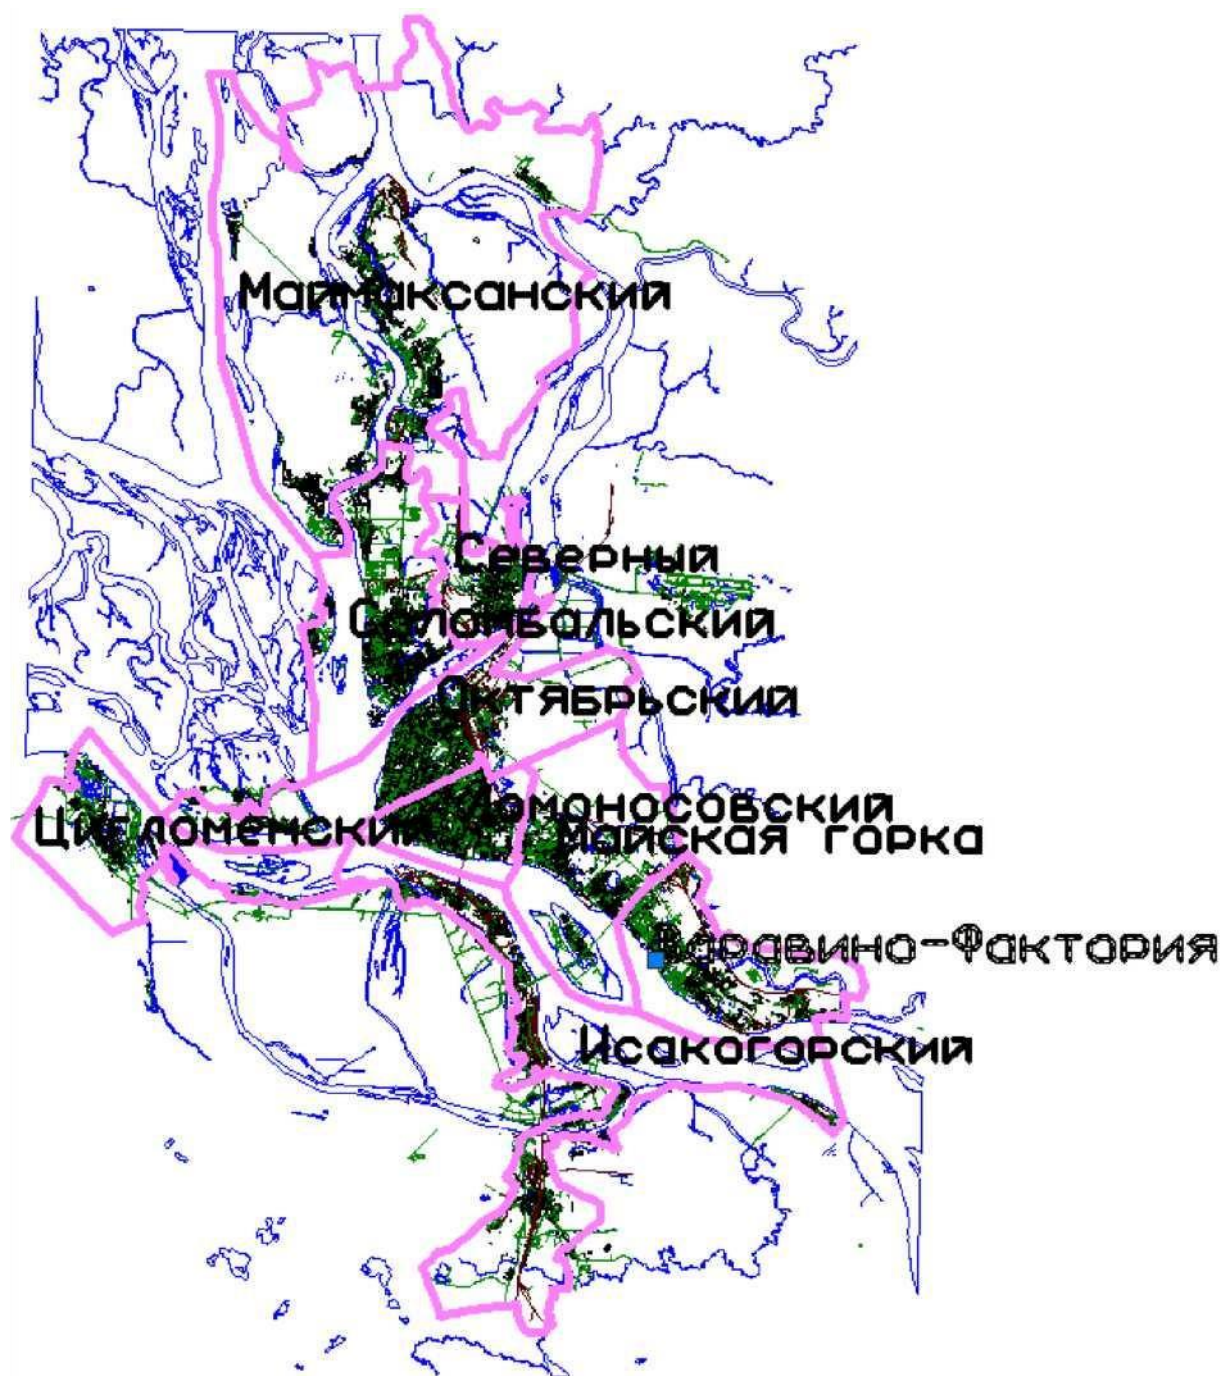 Маймаксанский
Северный
Соломбальский
Октябрьский
Ломоносовский
Цигломенский
Майская горка
Варавино-Фактория
Исакогорский